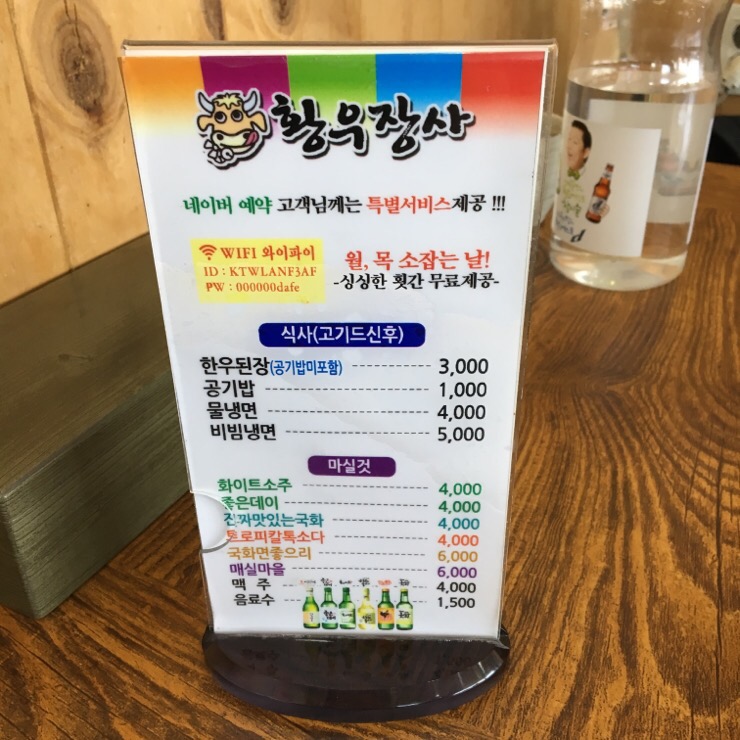 황우장사
네이버 예약 고객님께는 특별서비스제공 !!!
WIFI 와이파이
ID : KTWLANF3AF
PW : 000000dafe
월, 목 소잡는 날!
-싱싱한 횟간 무료제공-
식사(고기드신후)
한우된장(공기밥미포함) 3,000
공기밥 1,000
물냉면 4,000
비빔냉면 5,000
마실것
화이트소주 4,000
좋은데이 4,000
진짜맛있는국화 4,000
트로피칼톡소다 4,000
국화면좋으리 6,000
매실마을 6,000
맥 주 4,000
음료수 1,500